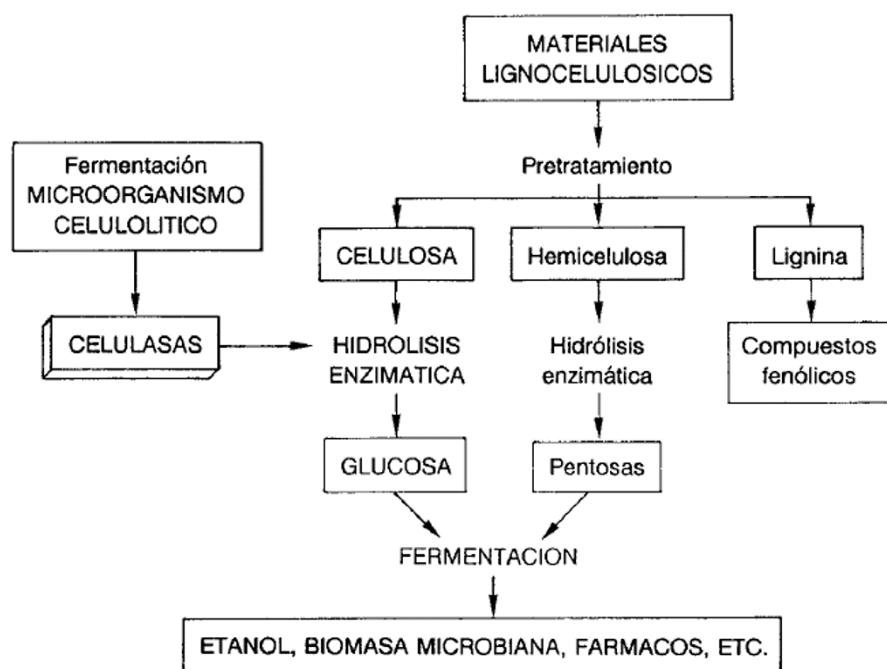 MATERIALES
LIGNOCELULOSICOS
Pretratamiento
Fermentación
MICROORGANISMO
CELULOLITICO
CELULOSA
Hemicelulosa
Lignina
CELULASAS
HIDROLISIS
ENZIMATICA
Hidrólisis
enzimática
Compuestos
fenólicos
GLUCOSA
Pentosas
FERMENTACION
ETANOL, BIOMASA MICROBIANA, FARMACOS, ETC.